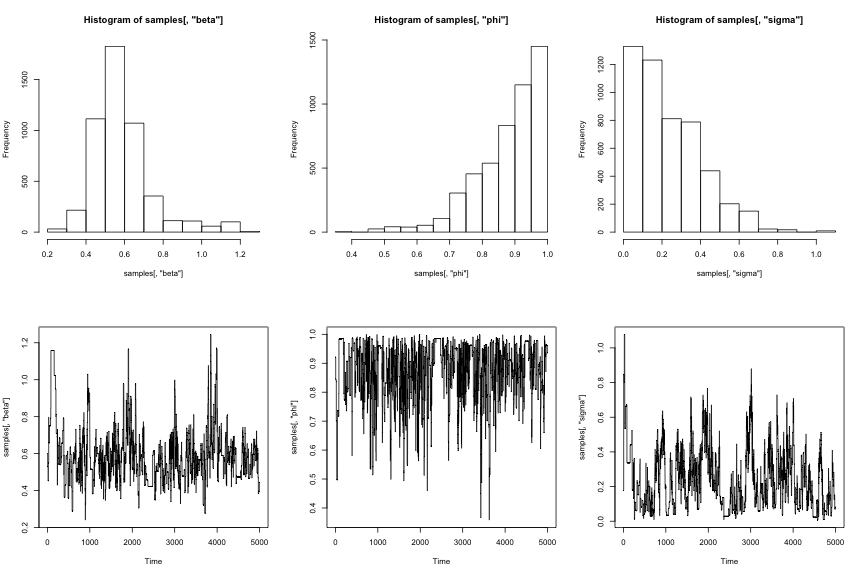 Histogram of samples[, "beta"]
Frequency
0 500 1500
0.2 0.4 0.6 0.8 1.0 1.2
samples[, "beta"]
Histogram of samples[, "phi"]
Frequency
0 500 1000 1500
0.4 0.5 0.6 0.7 0.8 0.9 1.0
samples[, "phi"]
Histogram of samples[, "sigma"]
Frequency
0 200 400 600 800 1200
0.0 0.2 0.4 0.6 0.8 1.0
samples[, "sigma"]
samples[, "beta"]
0.2 0.4 0.6 0.8 1.0 1.2
0 1000 2000 3000 4000 5000
Time
samples[, "phi"]
0.4 0.5 0.6 0.7 0.8 0.9 1.0
0 1000 2000 3000 4000 5000
Time
samples[, "sigma"]
0.0 0.2 0.4 0.6 0.8 1.0
0 1000 2000 3000 4000 5000
Time